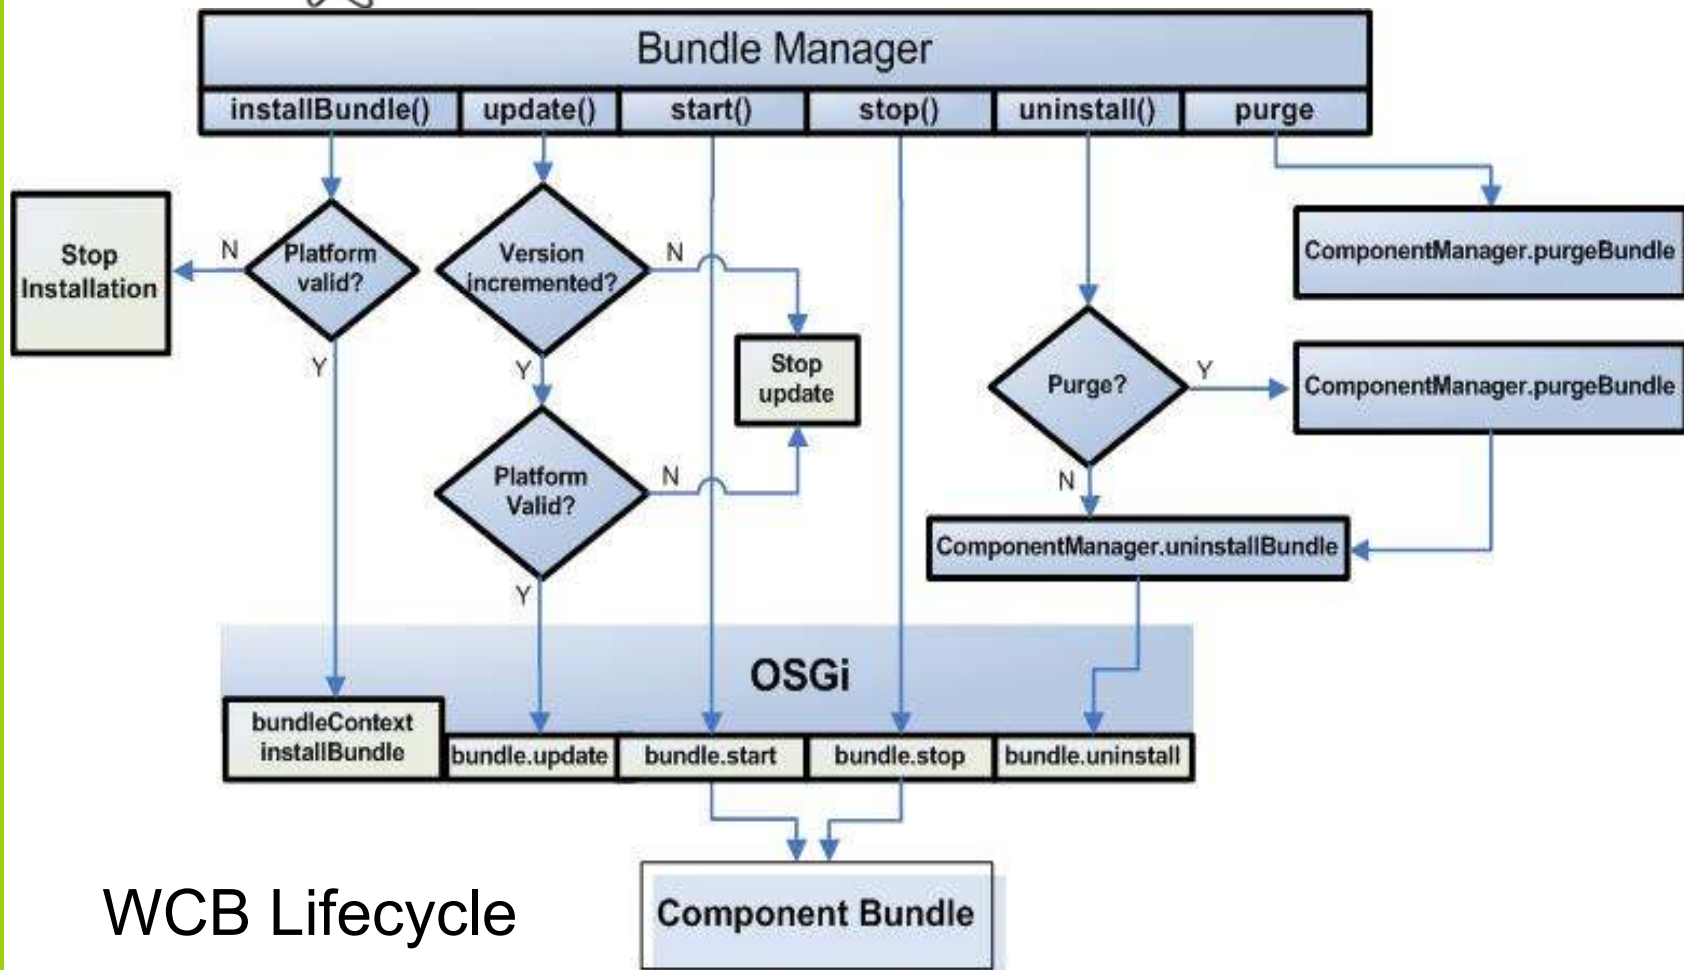 Bundle Manager
installBundle()
update()
start()
stop()
uninstall()
purge
Stop
Installation
N
Platform
valid?
Y
Version
incremented?
N
Y
Stop
update
Platform
Valid?
N
Y
Purge?
Y
N
ComponentManager.purgeBundle
ComponentManager.purgeBundle
ComponentManager.uninstallBundle
OSGi
bundleContext
installBundle
bundle.update
bundle.start
bundle.stop
bundle.uninstall
WCB Lifecycle
Component Bundle